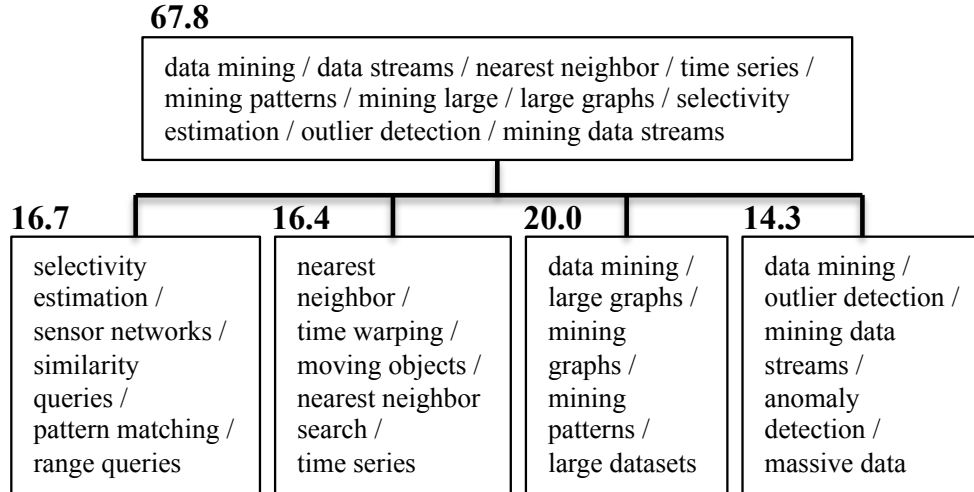 67.8
data mining / data streams / nearest neighbor / time series /
mining patterns / mining large / large graphs / selectivity
estimation / outlier detection / mining data streams
16.7
selectivity
estimation /
sensor networks /
similarity
queries /
pattern matching /
range queries
16.4
nearest
neighbor /
time warping /
moving objects /
nearest neighbor
search /
time series
20.0
data mining /
large graphs /
mining
graphs /
mining
patterns /
large datasets
14.3
data mining /
outlier detection /
mining data
streams /
anomaly
detection /
massive data